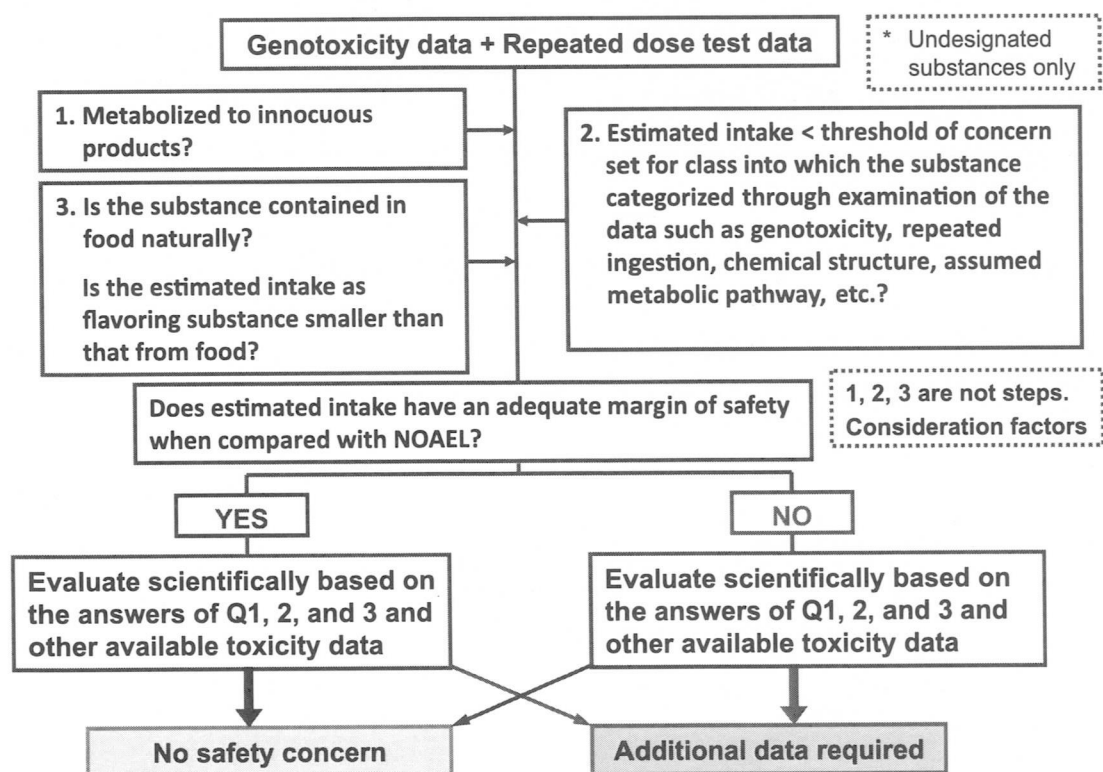 Genotoxicity data + Repeated dose test data
* Undesignated
substances only
1. Metabolized to innocuous
products?
2. Estimated intake < threshold of concern
set for class into which the substance
categorized through examination of the
data such as genotoxicity, repeated
ingestion, chemical structure, assumed
metabolic pathway, etc.?
3. Is the substance contained in
food naturally?
Is the estimated intake as
flavoring substance smaller than
that from food?
Does estimated intake have an adequate margin of safety
when compared with NOAEL?
1, 2, 3 are not steps.
Consideration factors
YES
NO
Evaluate scientifically based on
the answers of Q1, 2, and 3 and
other available toxicity data
Evaluate scientifically based on
the answers of Q1, 2, and 3 and
other available toxicity data
No safety concern
Additional data required